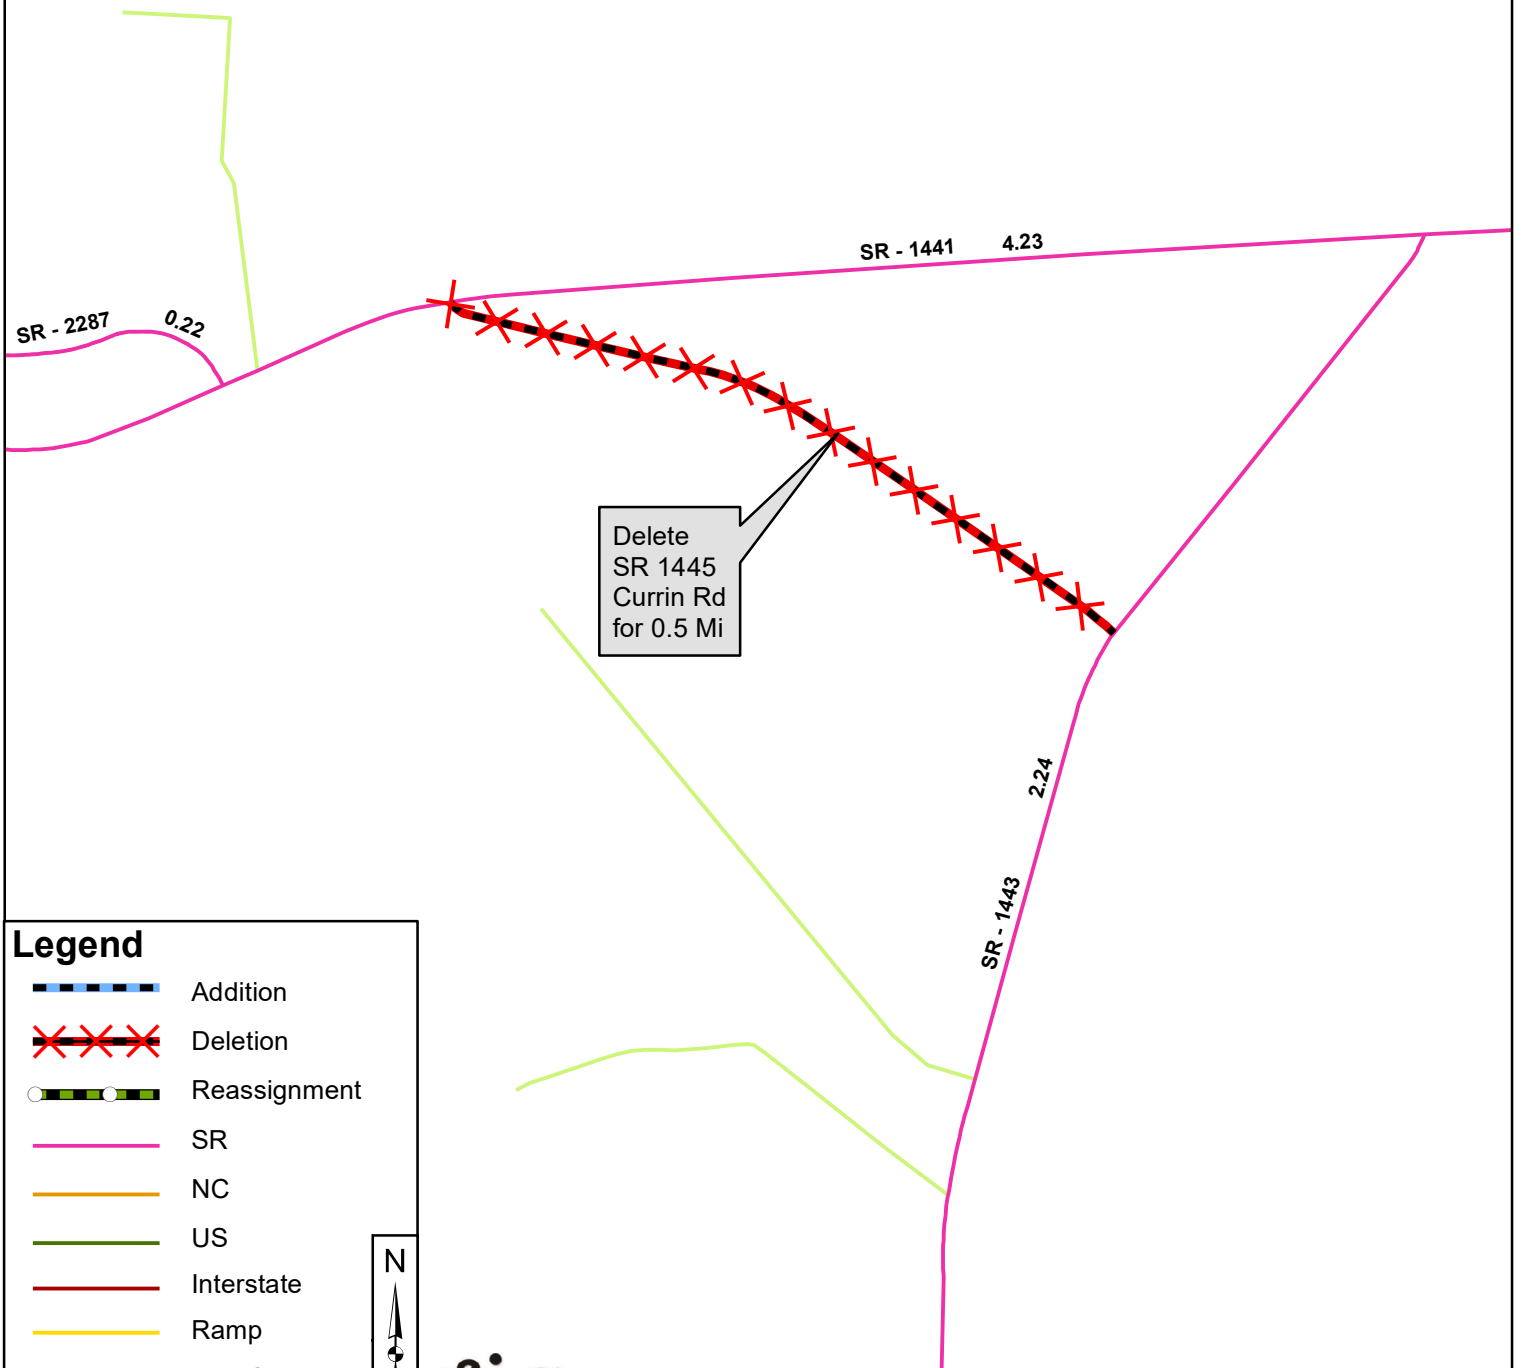 SR - 1441 4.23
SR - 2287 0.22
Delete
SR 1445
Currin Rd
for 0.5 Mi
2.24
SR - 1443
Legend
Addition
Deletion
Reassignment
SR
NC
US
Interstate
Ramp
N